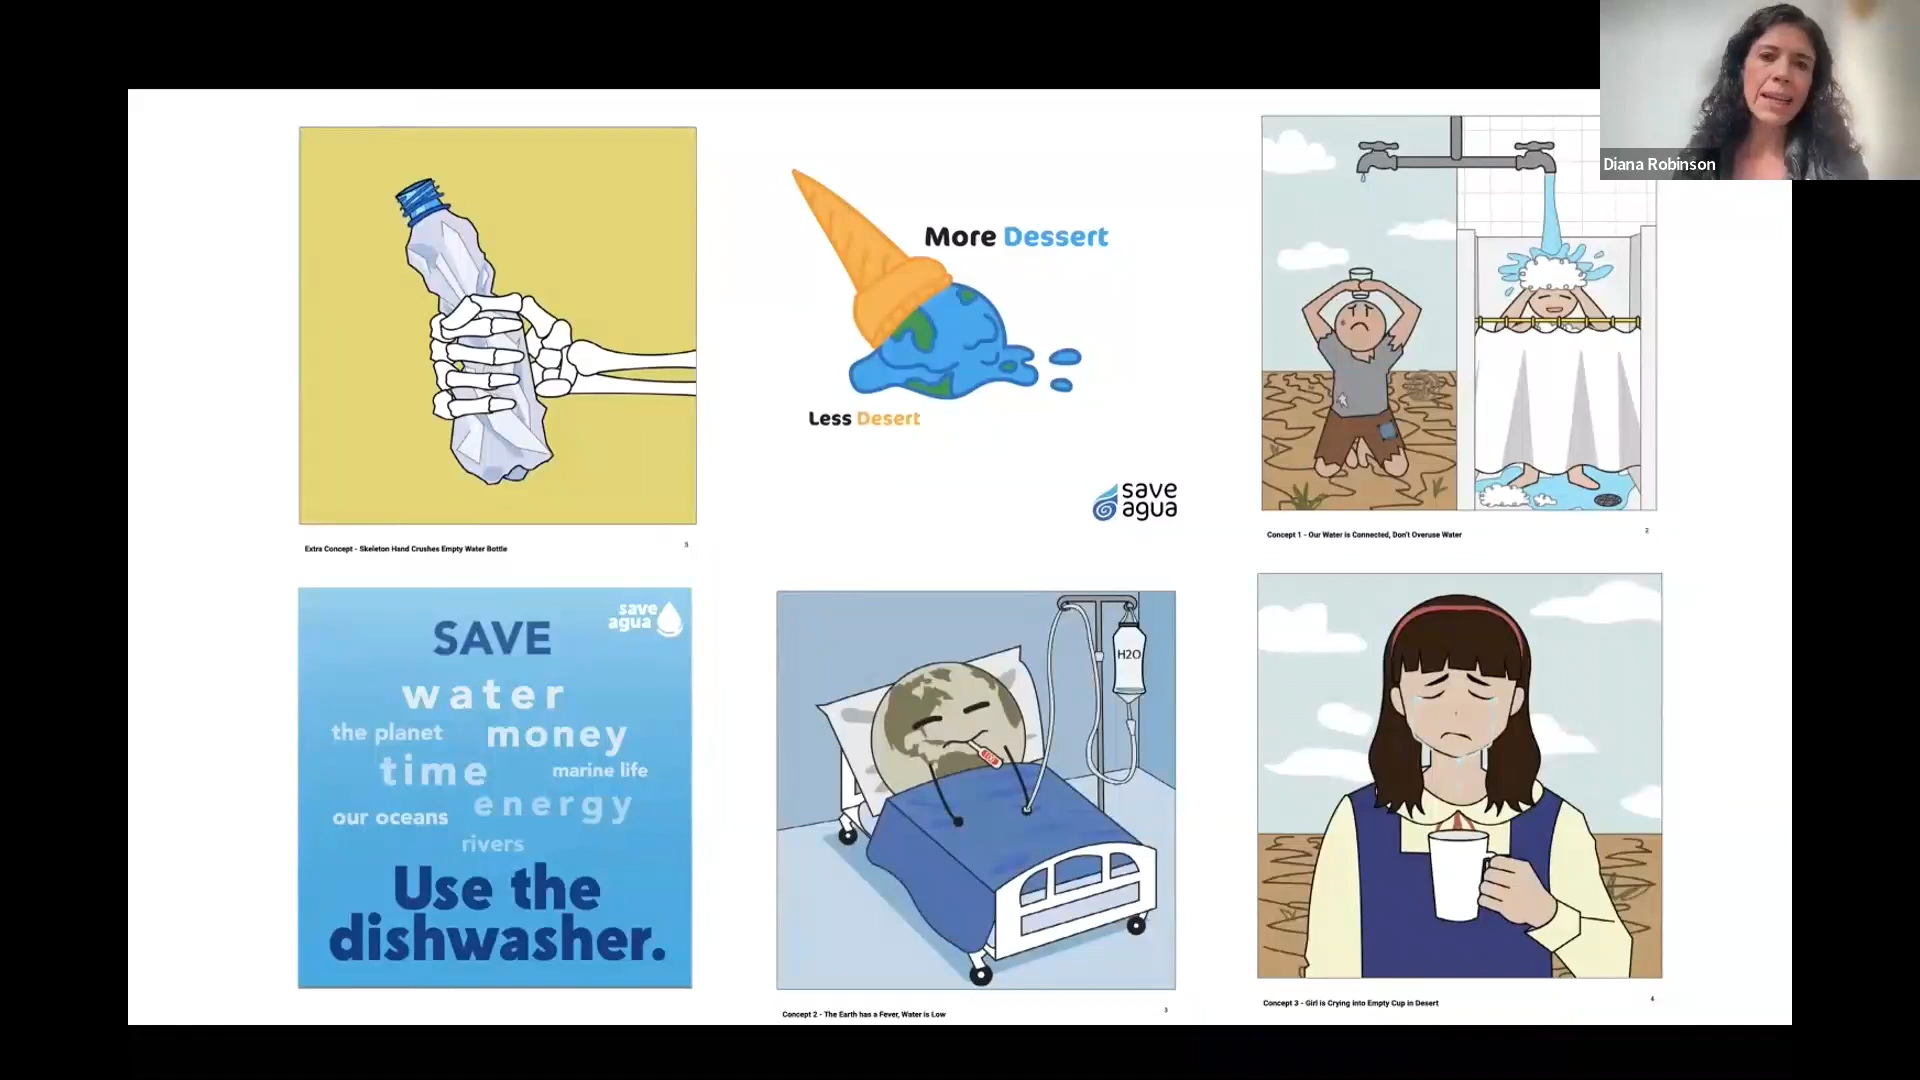 Diana Robinson
Extra Concept - Skeleton Hand Crushes Empty Water Bottle
5
More Dessert
Less Desert
save
agua
Concept 1 - Our Water is Connected, Don't Overuse Water
2
save
agua
SAVE
water
the planet money
time marine life
our oceans energy
rivers
Use the
dishwasher.
H2O
Concept 2 - The Earth has a Fever, Water is Low
3
Concept 3 - Girl is Crying into Empty Cup in Desert
4